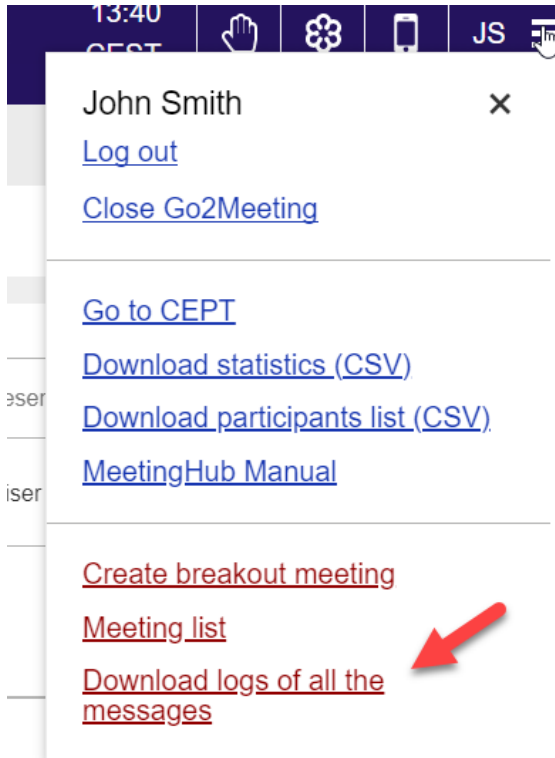 13:40
CEST
JS
John Smith
Log out
Close Go2Meeting
Go to CEPT
Download statistics (CSV)
Download participants list (CSV)
MeetingHub Manual
Create breakout meeting
Meeting list
Download logs of all the
messages